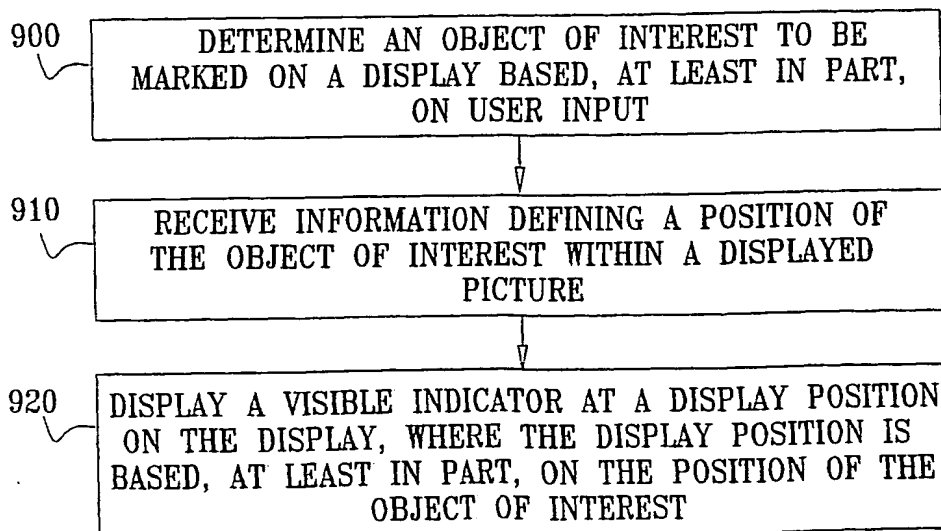 900
DETERMINE AN OBJECT OF INTEREST TO BE
MARKED ON A DISPLAY BASED, AT LEAST IN PART,
ON USER INPUT
910
RECEIVE INFORMATION DEFINING A POSITION OF
THE OBJECT OF INTEREST WITHIN A DISPLAYED
PICTURE
920
DISPLAY A VISIBLE INDICATOR AT A DISPLAY POSITION
ON THE DISPLAY, WHERE THE DISPLAY POSITION IS
BASED, AT LEAST IN PART, ON THE POSITION OF THE
OBJECT OF INTEREST